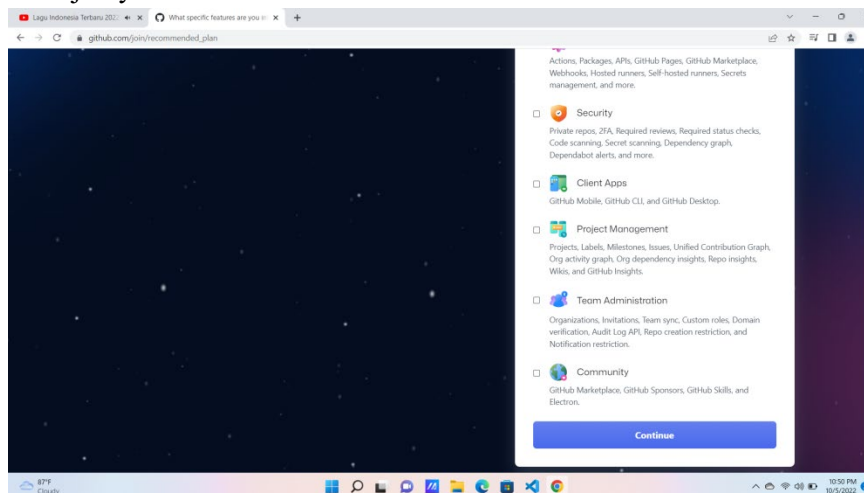 Lagu Indonesia Terbaru 202
What specific features are you in
github.com/join/recommended_plan
Actions, Packages, APIs, GitHub Pages, GitHub Marketplace,
Webhooks, Hosted runners, Self-hosted runners, Secrets
management, and more.
Security
Private repos, 2FA, Required reviews, Required status checks,
Code scanning, Secret scanning, Dependency graph,
Dependabot alerts, and more.
Client Apps
GitHub Mobile, GitHub CLI, and GitHub Desktop.
Project Management
Projects, Labels, Milestones, Issues, Unified Contribution Graph,
Org activity graph, Org dependency insights, Repo insights,
Wikis, and GitHub Insights.
Team Administration
Organizations, Invitations, Team sync, Custom roles, Domain
verification, Audit Log API, Repo creation restriction, and
Notification restriction.
Community
GitHub Marketplace, GitHub Sponsors, GitHub Skills, and
Electron.
Continue
87°F
Cloudy
10:50 PM
10/5/2022